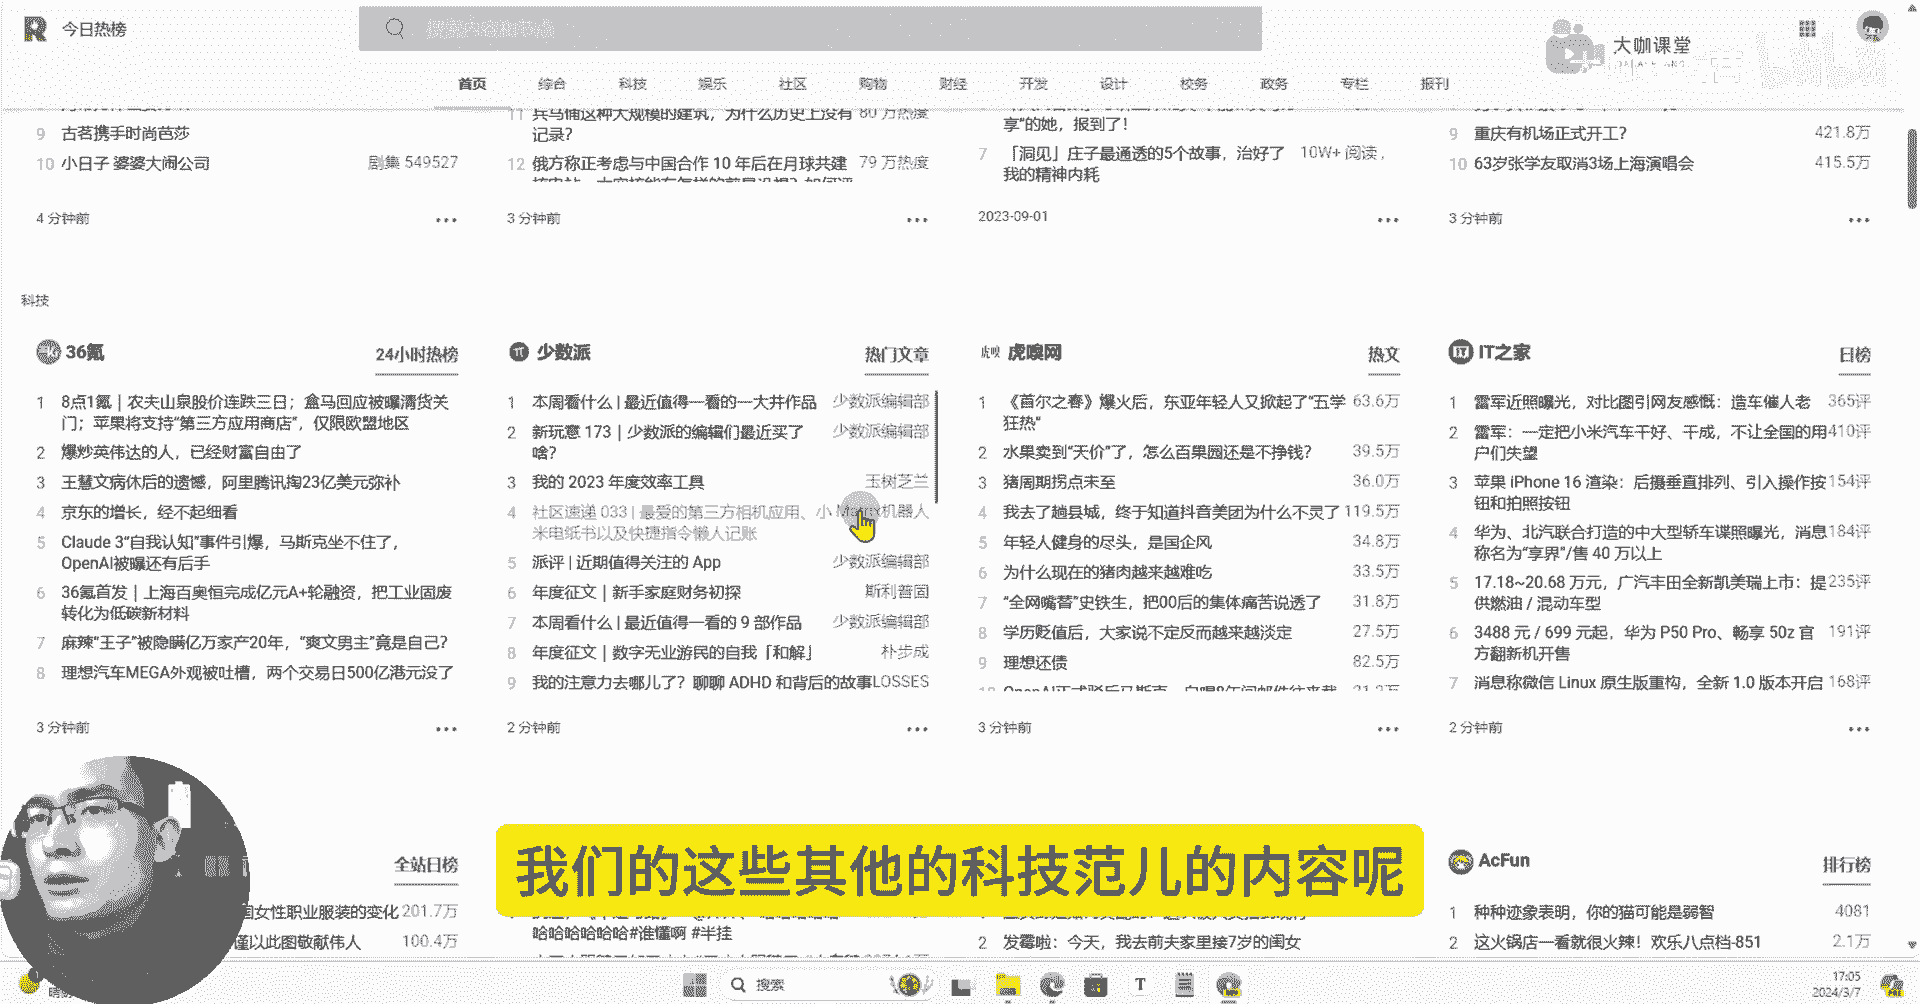 今日热榜
大咖课堂
首页 综合 科技 娱乐 社区 购物 财经 开发 设计 校务 政务 专栏 报刊
9 古茗携手时尚芭莎
10 小日子 婆婆大闹公司 剧集 549527
4 分钟前
11 兵马俑这种大规模的建筑，为什么历史上没有 80 万热度
记录？
12 俄方称正考虑与中国合作 10 年后在月球共建 79 万热度
3 分钟前
享”的她，报到了！
7 「洞见」庄子最通透的5个故事，治好了 10W+ 阅读，
我的精神内耗
2023-09-01
9 重庆有机场正式开工？ 421.8万
10 63岁张学友取消3场上海演唱会 415.5万
3 分钟前
科技
36氪 24小时热榜
1 8点1氪｜农夫山泉股价连跌三日；盒马回应被曝清货关
门；苹果将支持“第三方应用商店”，仅限欧盟地区
2 爆炒英伟达的人，已经财富自由了
3 王慧文病休后的遗憾，阿里腾讯掏23亿美元弥补
4 京东的增长，经不起细看
5 Claude 3“自我认知”事件引爆，马斯克坐不住了，
OpenAI被曝还有后手
6 36氪首发｜上海百奥恒完成亿元A+轮融资，把工业固废
转化为低碳新材料
7 麻辣“王子”被隐瞒亿万家产20年，“爽文男主”竟是自己？
8 理想汽车MEGA外观被吐槽，两个交易日500亿港元没了
3 分钟前
少数派 热门文章
1 本周看什么 | 最近值得一看的一大井作品 少数派编辑部
2 新玩意 173｜少数派的编辑们最近买了 少数派编辑部
啥？
3 我的 2023 年度效率工具 玉树芝兰
4 社区速递 033 | 最爱的第三方相机应用、小 Matrix机器人
米电纸书以及快捷指令懒人记账
5 派评 | 近期值得关注的 App 少数派编辑部
6 年度征文｜新手家庭财务初探 斯利普固
7 本周看什么 | 最近值得一看的 9 部作品 少数派编辑部
8 年度征文｜数字无业游民的自我「和解」 朴步成
9 我的注意力去哪儿了？聊聊 ADHD 和背后的故事 LOSSES
2 分钟前
虎嗅 虎嗅网 热文
1 《首尔之春》爆火后，东亚年轻人又掀起了“五学 63.6万
狂热”
2 水果卖到“天价”了，怎么百果园还是不挣钱？ 39.5万
3 猪周期拐点未至 36.0万
4 我去了趟县城，终于知道抖音美团为什么不灵了 119.5万
5 年轻人健身的尽头，是国企风 34.8万
6 为什么现在的猪肉越来越难吃 33.5万
7 “全网嘴替”史铁生，把00后的集体痛苦说透了 31.8万
8 学历贬值后，大家说不定反而越来越淡定 27.5万
9 理想还债 82.5万
3 分钟前
IT之家 日榜
1 雷军近照曝光，对比图引网友感慨：造车催人老 365评
2 雷军：一定把小米汽车干好、干成，不让全国的用 410评
户们失望
3 苹果 iPhone 16 渲染：后摄垂直排列、引入操作按 154评
钮和拍照按钮
4 华为、北汽联合打造的中大型轿车谍照曝光，消息 184评
称名为“享界”/售 40 万以上
5 17.18~20.68 万元，广汽丰田全新凯美瑞上市：提 235评
供燃油 / 混动车型
6 3488 元 / 699 元起，华为 P50 Pro、畅享 50z 官 191评
方翻新机开售
7 消息称微信 Linux 原生版重构，全新 1.0 版本开启 168评
2 分钟前
全站日榜
国女性职业服装的变化 201.7万
谨以此图敬献伟人 100.4万
我们的这些其他的科技范儿的内容呢
哈哈哈哈哈哈#谁懂啊 #半挂
2 发霉啦：今天，我去前夫家里接7岁的闺女
AcFun 排行榜
1 种种迹象表明，你的猫可能是弱智 4081
2 这火锅店一看就很火辣！欢乐八点档-851 2.1万
搜索
17:05
2024/3/7